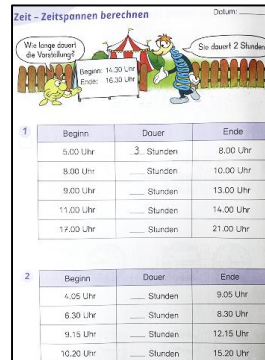 Zeit – Zeitspannen berechnen
Datum:
Wie lange dauert
die Vorstellung?
Beginn: 14.30 Uhr
Ende: 16.30 Uhr
Sie dauert 2 Stunden
1
Beginn Dauer Ende
5.00 Uhr 3 Stunden 8.00 Uhr
8.00 Uhr Stunden 10.00 Uhr
9.00 Uhr Stunden 13.00 Uhr
11.00 Uhr Stunden 14.00 Uhr
17.00 Uhr Stunden 21.00 Uhr
2
Beginn Dauer Ende
4.05 Uhr Stunden 9.05 Uhr
6.30 Uhr Stunden 8.30 Uhr
9.15 Uhr Stunden 12.15 Uhr
10.20 Uhr Stunden 15.20 Uhr